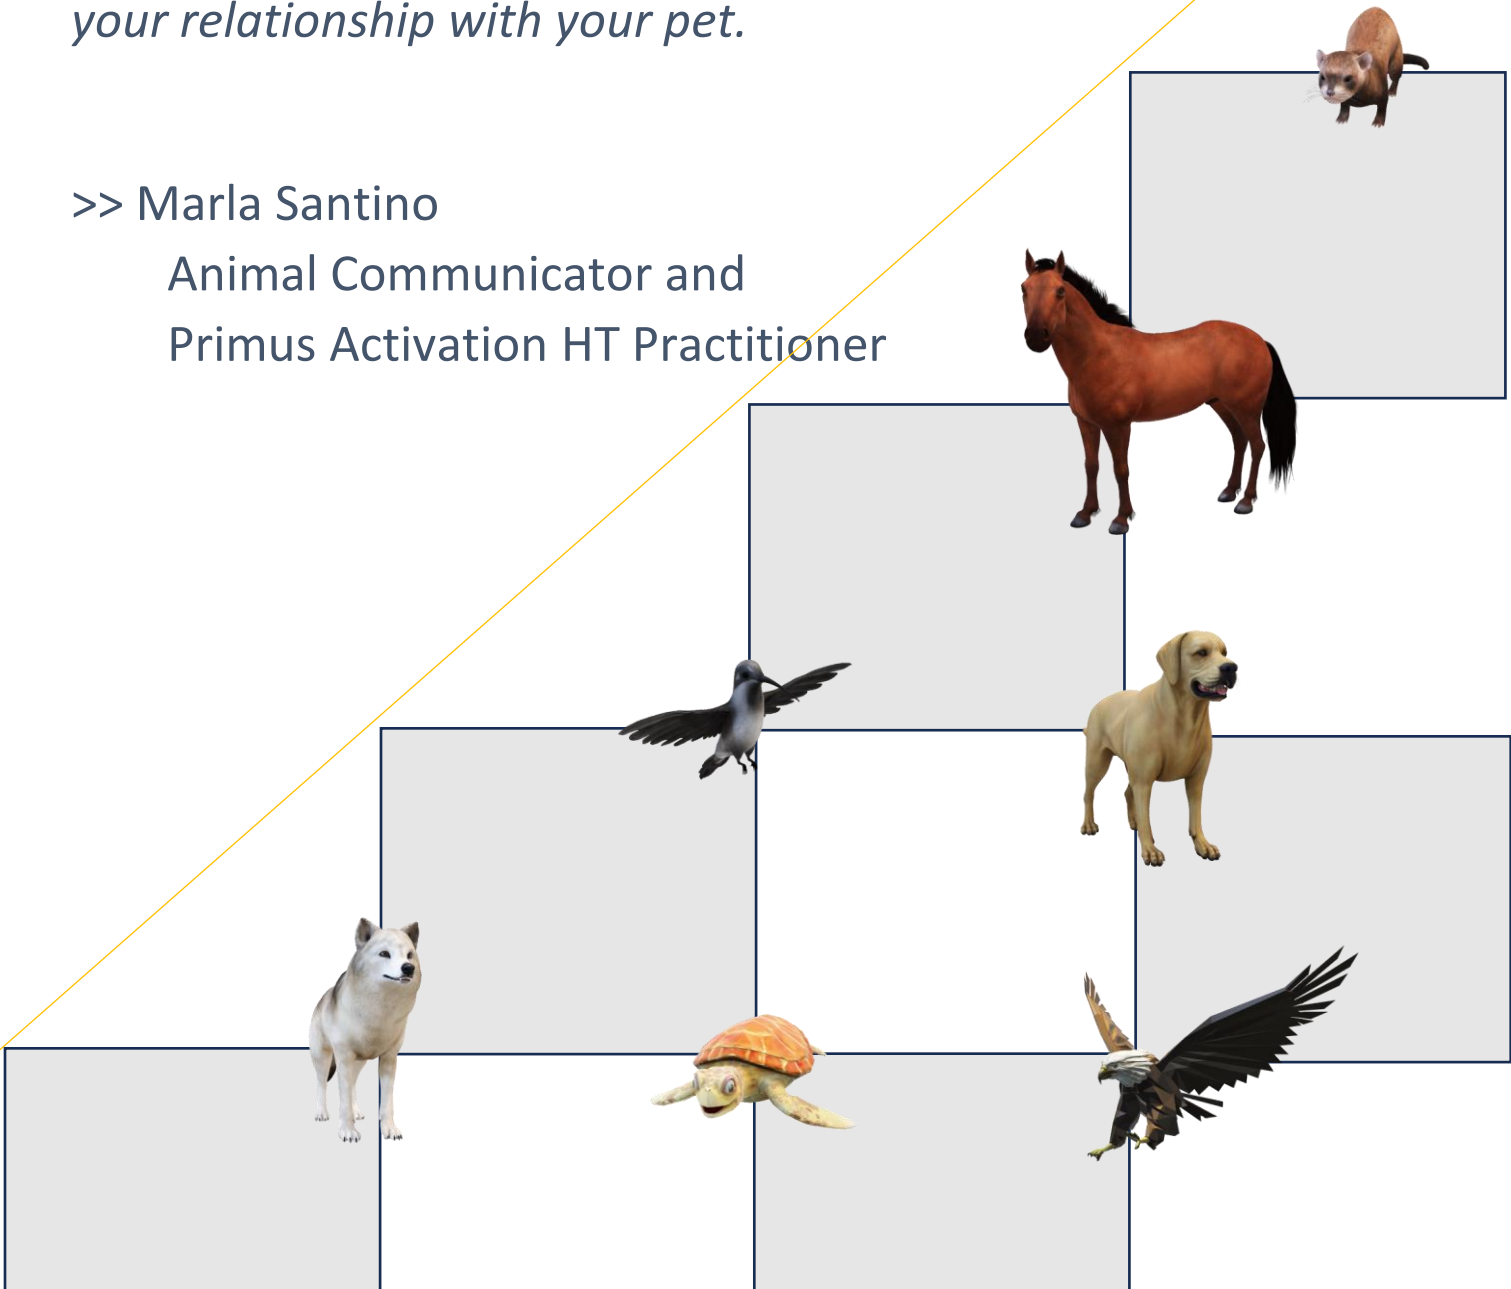 your relationship with your pet.
>> Marla Santino
Animal Communicator and
Primus Activation HT Practitioner